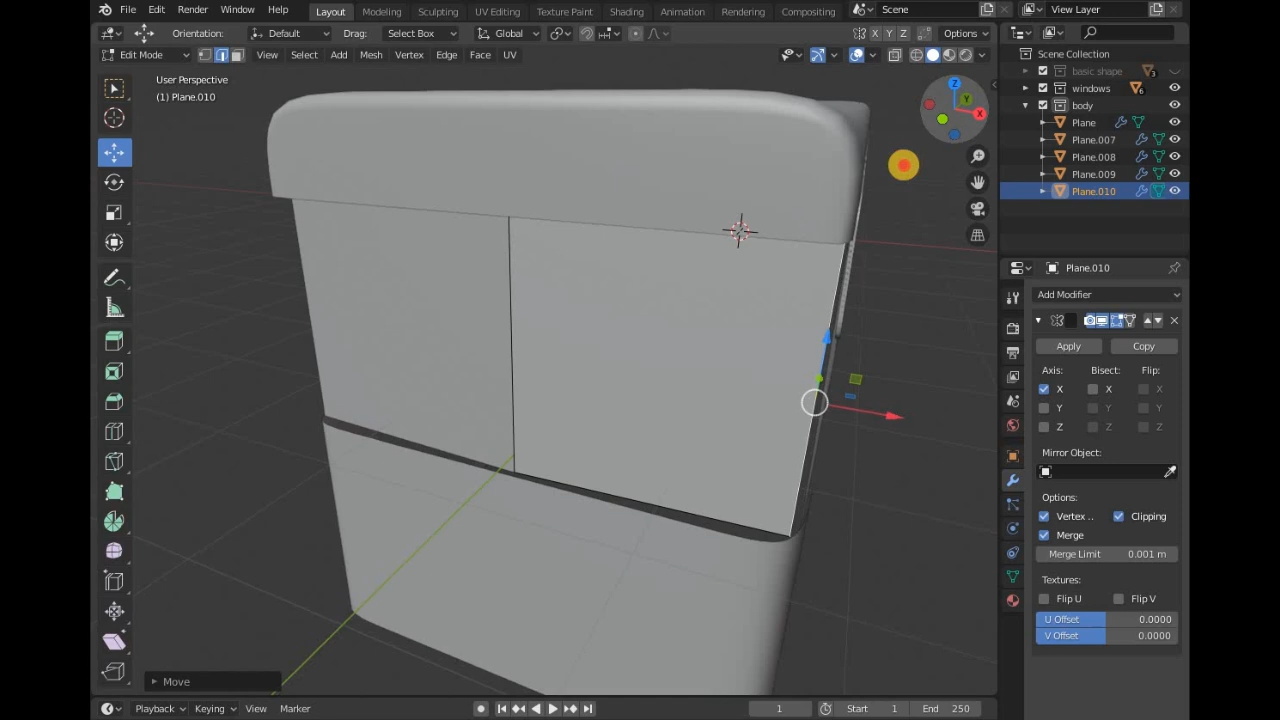 File Edit Render Window Help Layout Modeling Sculpting UV Editing Texture Paint Shading Animation Rendering Compositing Scene View Layer
Orientation: Default Drag: Select Box Global X Y Z Options
Edit Mode View Select Add Mesh Vertex Edge Face UV
User Perspective
(1) Plane.010
Z
Y
X
Scene Collection
basic shape 3
windows 6
body
Plane
Plane.007
Plane.008
Plane.009
Plane.010
Plane.010
Add Modifier
Apply Copy
Axis: Bisect: Flip:
X X X
Y Y Y
Z Z Z
Mirror Object:
Options:
Vertex .. Clipping
Merge
Merge Limit 0.001 m
Textures:
Flip U Flip V
U Offset 0.0000
V Offset 0.0000
Move
Playback Keying View Marker 1 Start 1 End 250